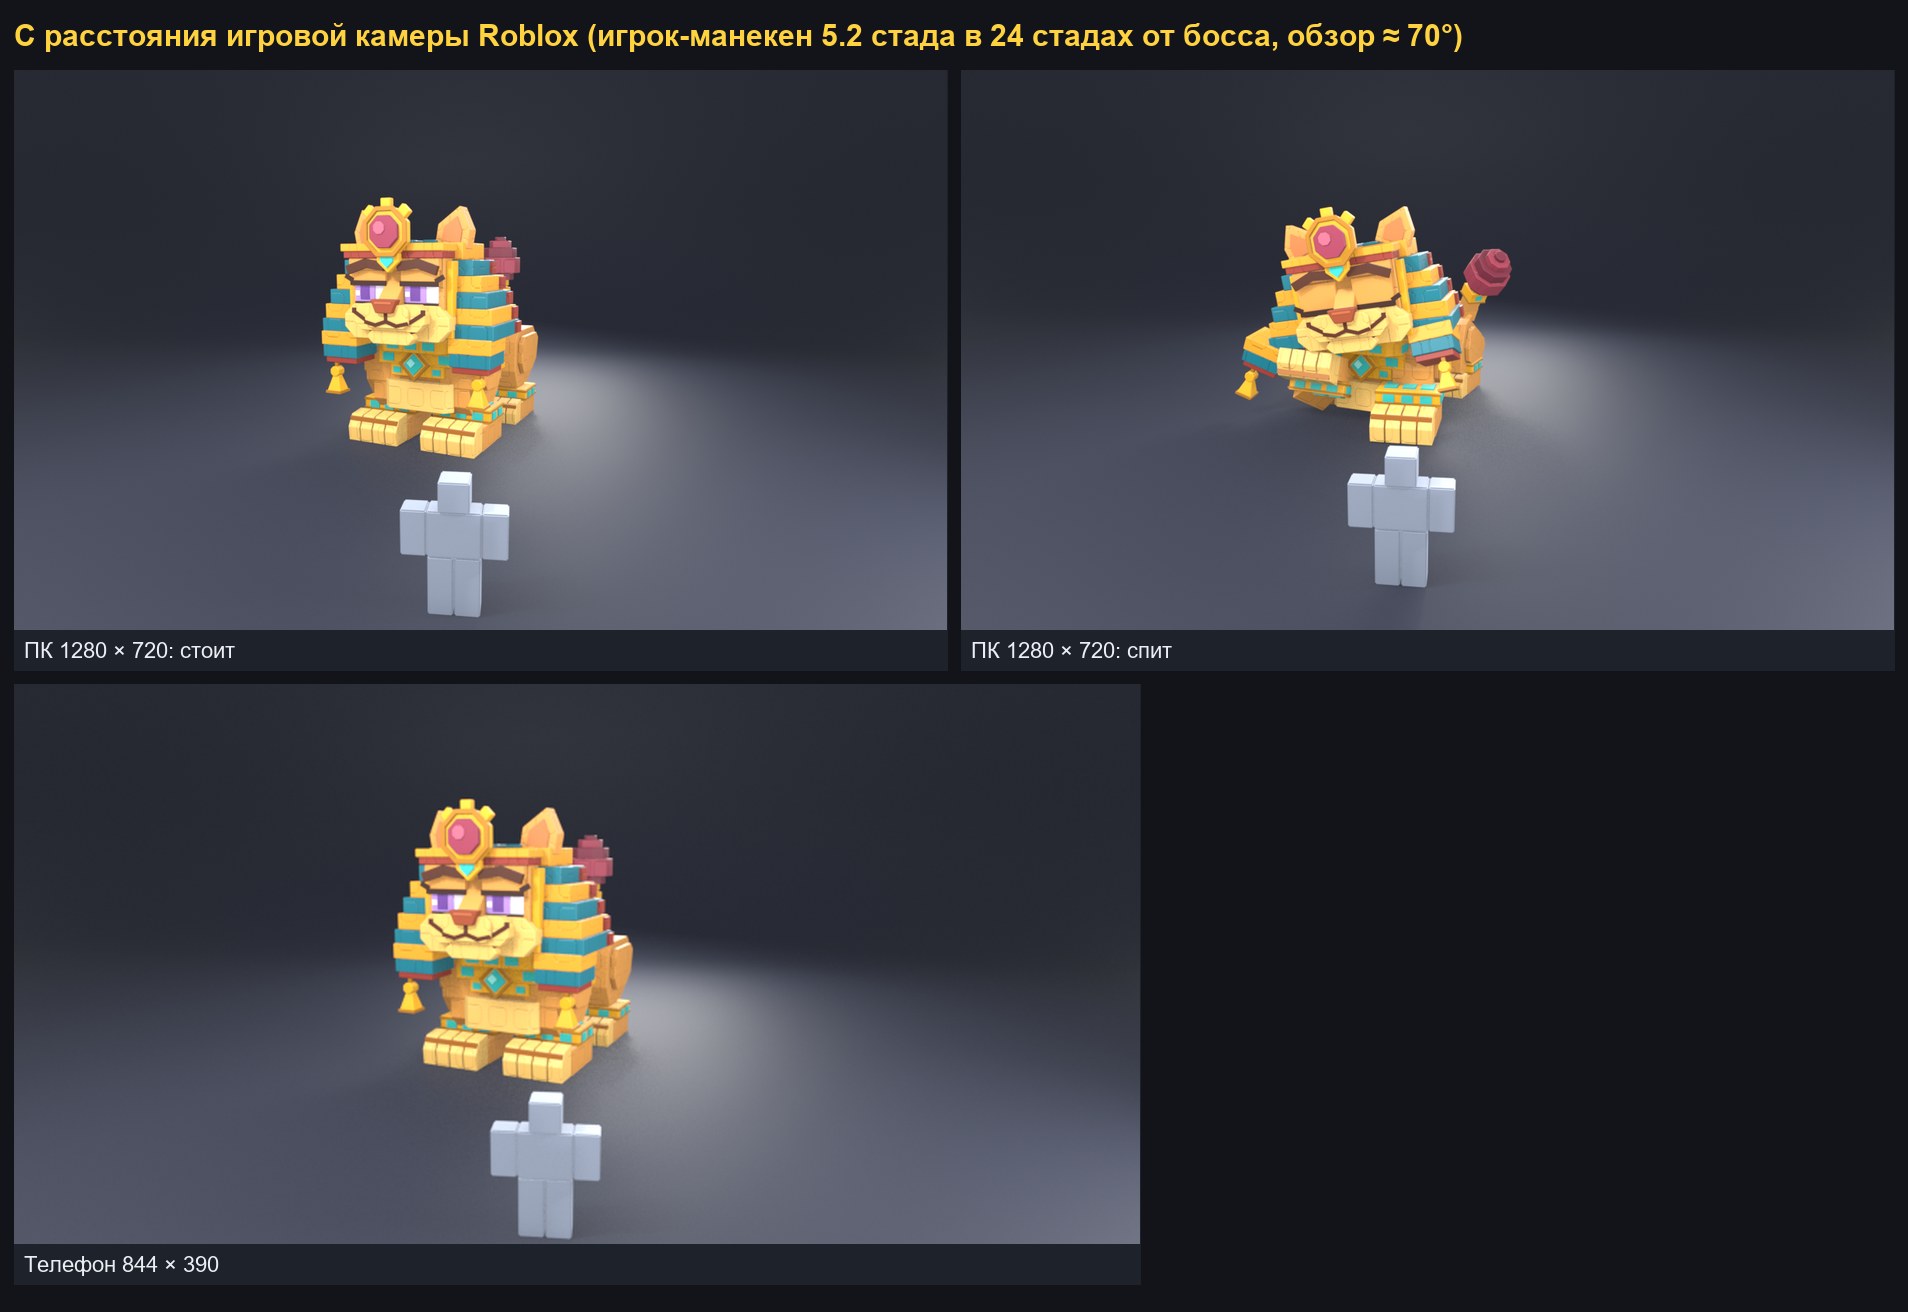 С расстояния игровой камеры Roblox (игрок-манекен 5.2 стада в 24 стадах от босса, обзор ≈ 70°)
ПК 1280 × 720: стоит
ПК 1280 × 720: спит
Телефон 844 × 390